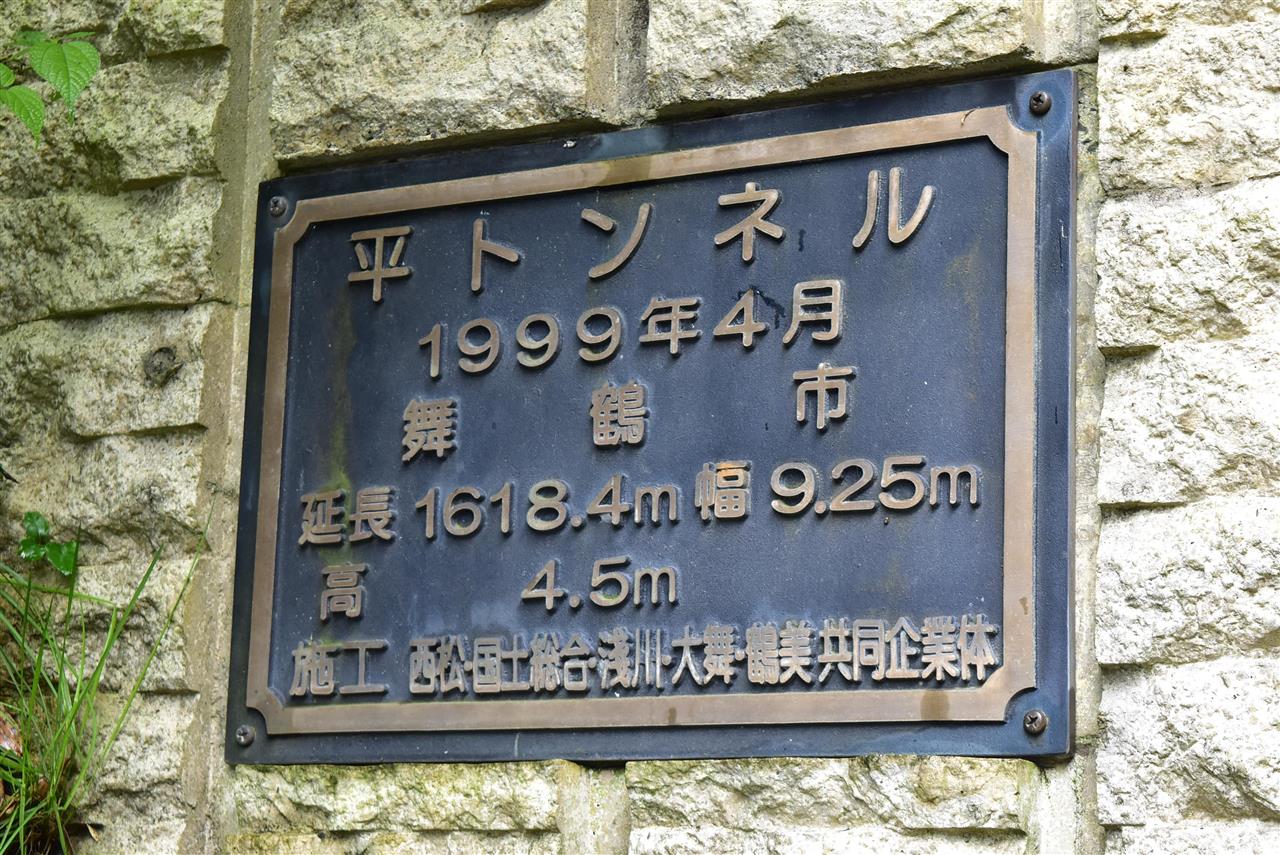 平トンネル
1999年4月
舞鶴市
延長 1618.4m 幅 9.25m
高 4.5m
施工 西松・国土総合・浅川・大舞・鶴美共同企業体